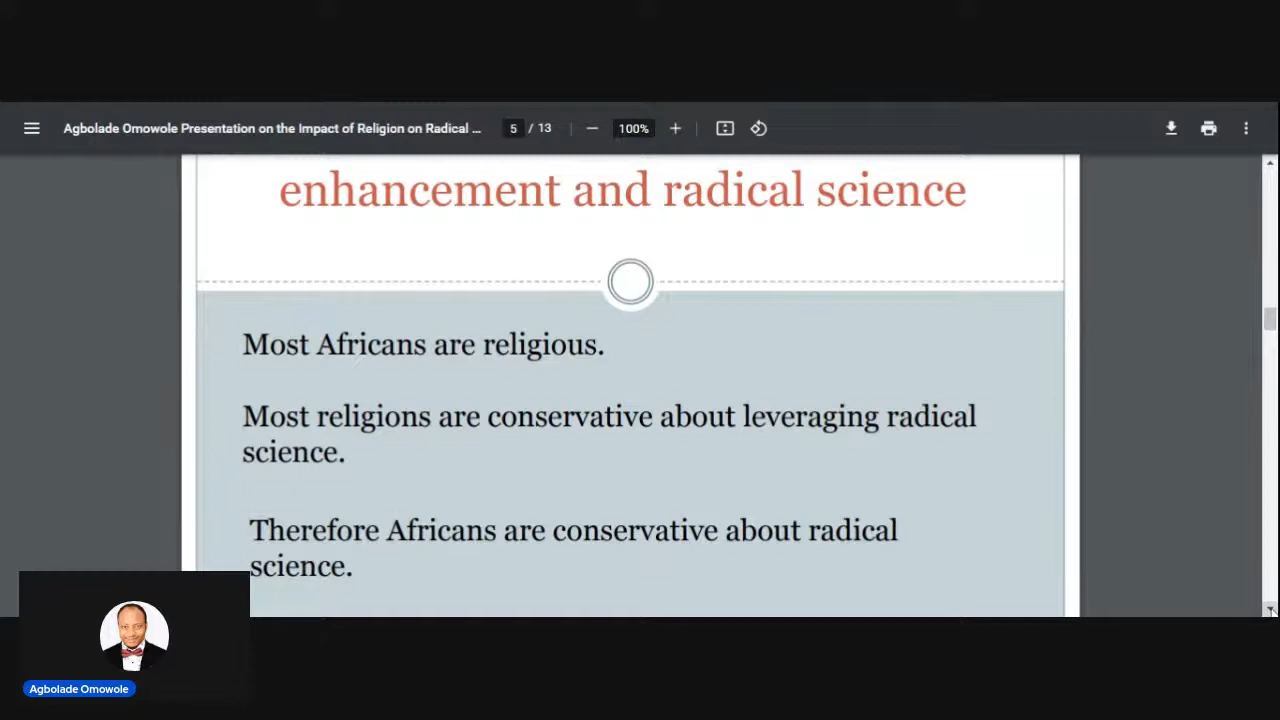 Agbolade Omowole Presentation on the Impact of Religion on Radical ...
5 / 13
100%
enhancement and radical science
Most Africans are religious.
Most religions are conservative about leveraging radical
science.
Therefore Africans are conservative about radical
science.
Agbolade Omowole